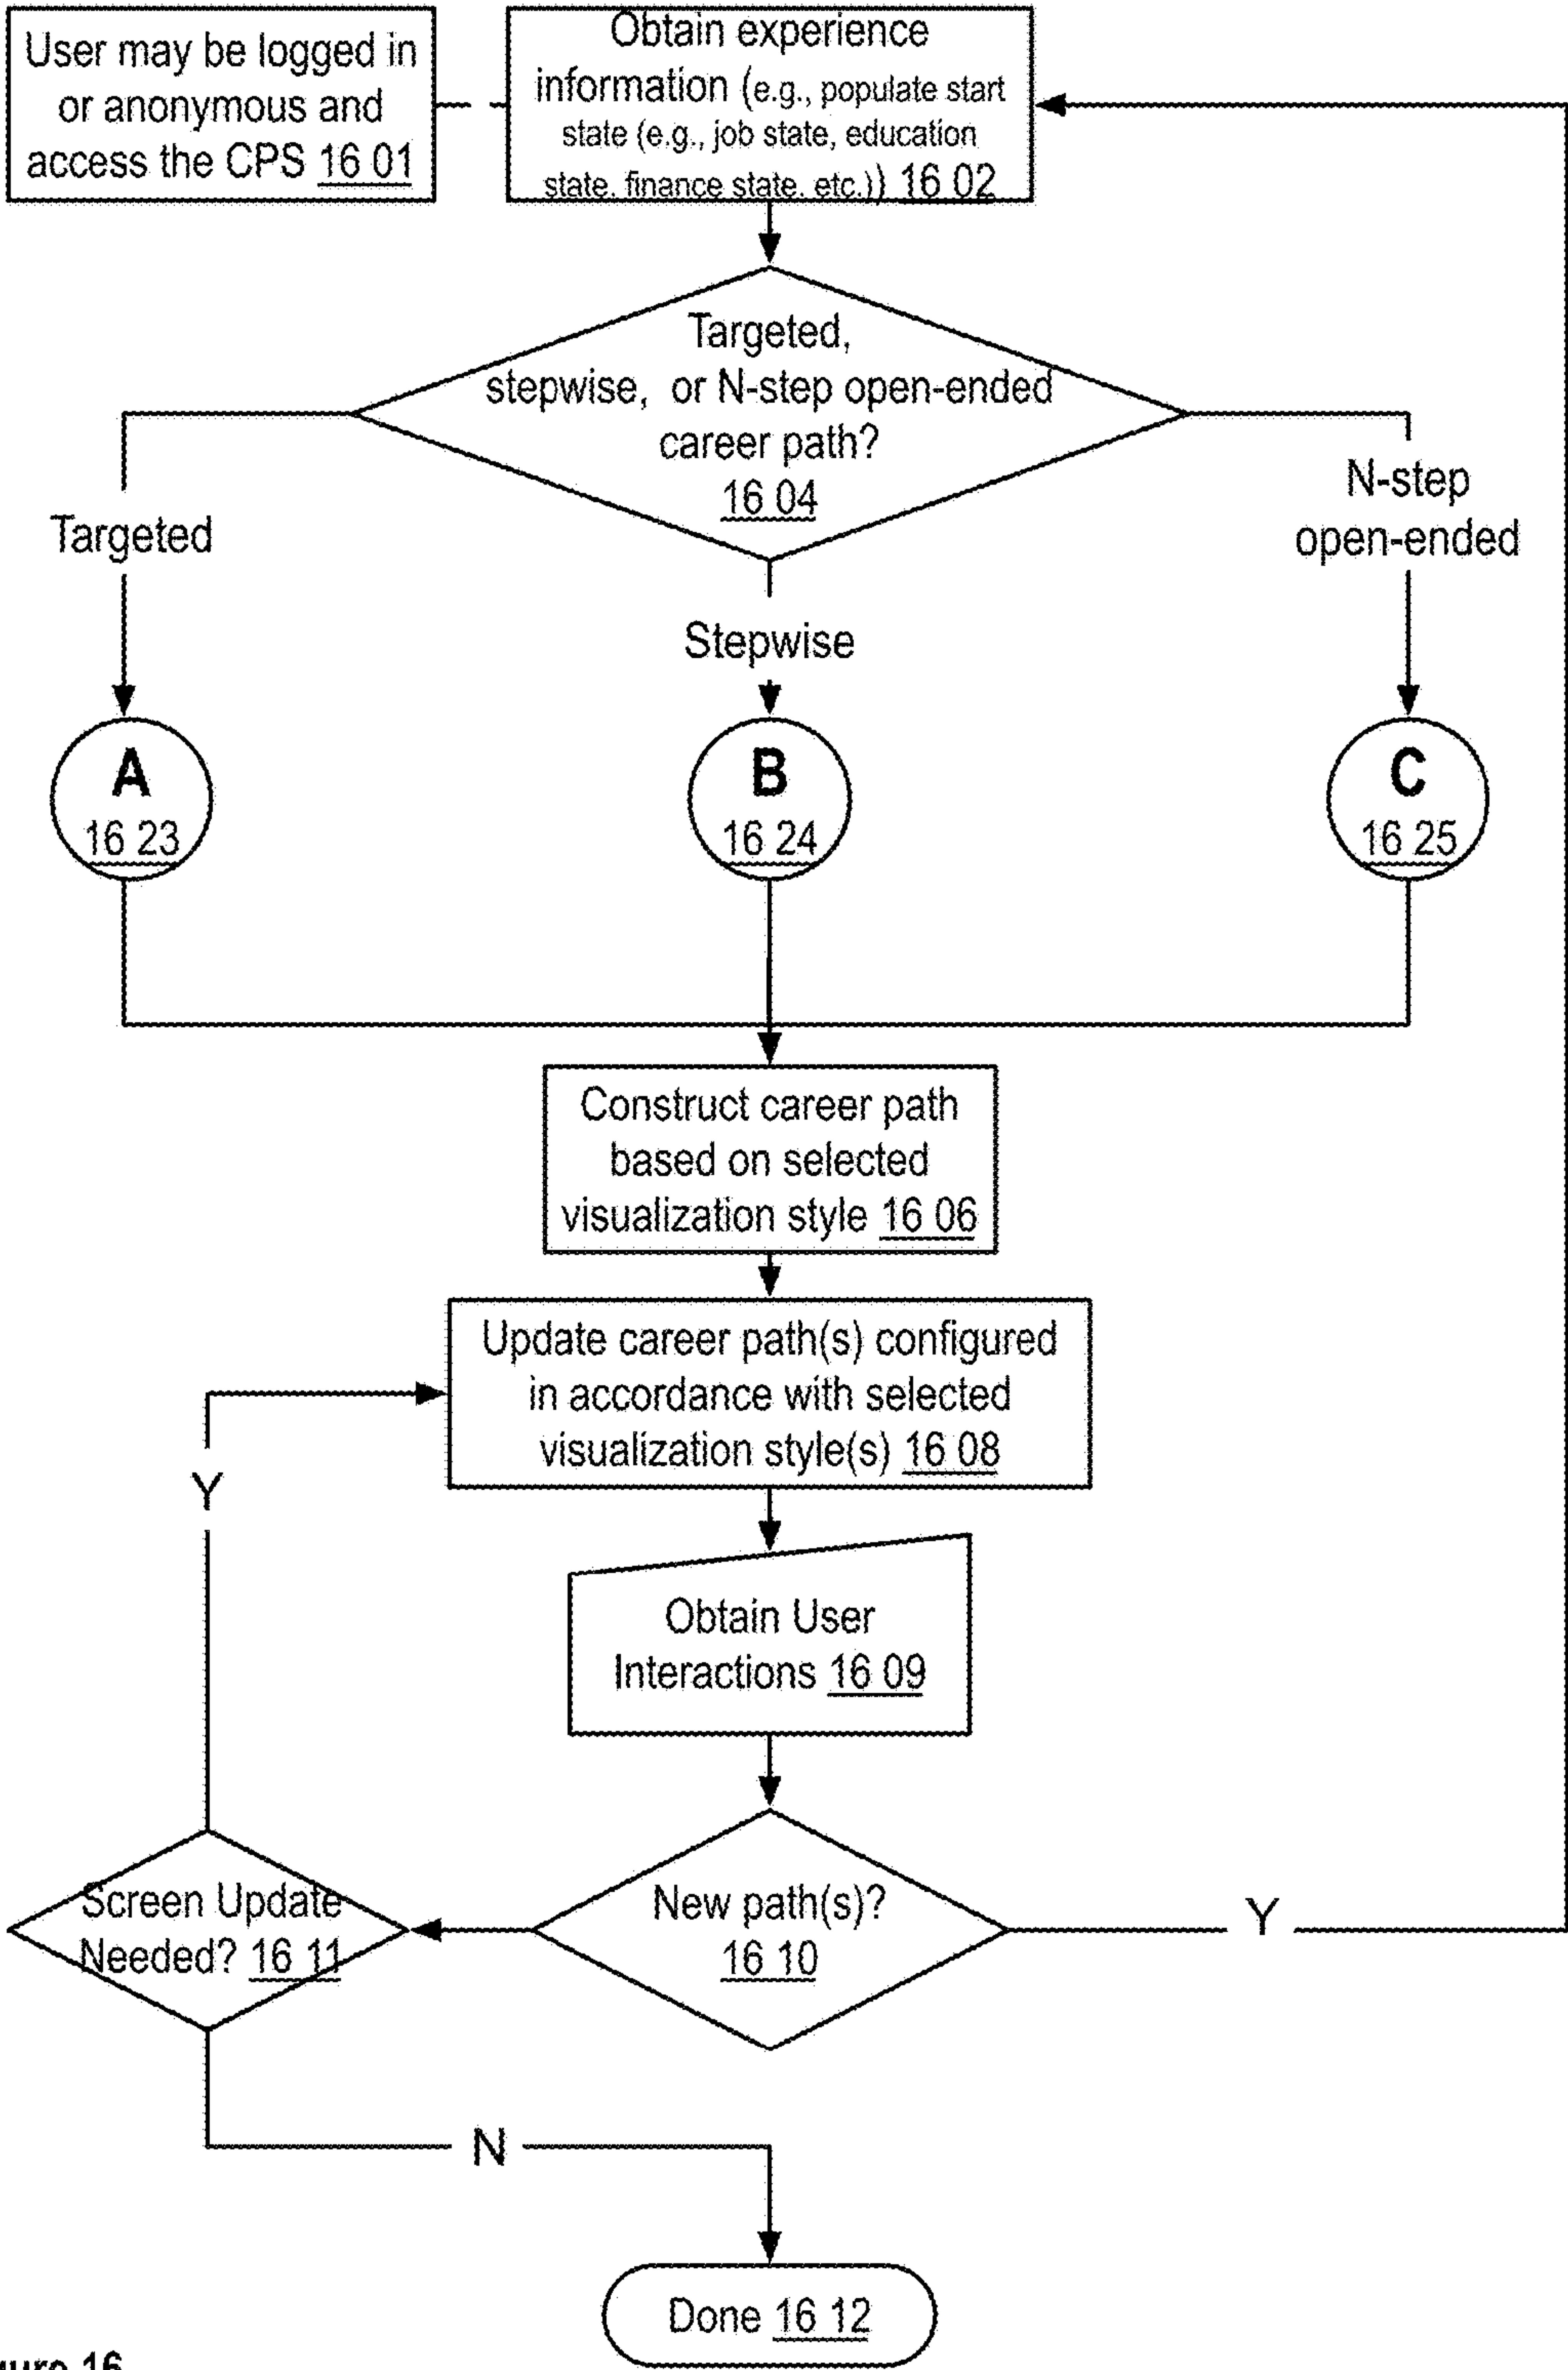 User may be logged in
or anonymous and
access the CPS 16 01
Obtain experience
information (e.g., populate start
state (e.g., job state, education
state, finance state, etc.)) 16 02
Targeted,
stepwise, or N-step open-ended
career path?
16 04
Targeted
Stepwise
N-step
open-ended
A
16 23
B
16 24
C
16 25
Construct career path
based on selected
visualization style 16 06
Update career path(s) configured
in accordance with selected
visualization style(s) 16 08
Y
Obtain User
Interactions 16 09
Screen Update
Needed? 16 11
New path(s)?
16 10
Y
N
Done 16 12
gure 16